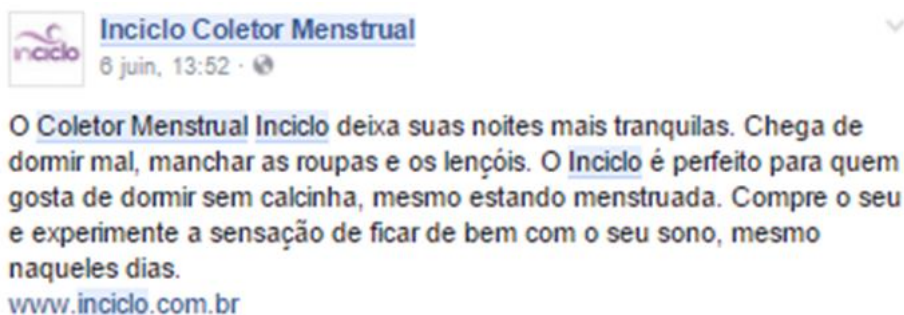 inciclo
Inciclo Coletor Menstrual
6 juin, 13:52 ·
O Coletor Menstrual Inciclo deixa suas noites mais tranquilas. Chega de
dormir mal, manchar as roupas e os lençóis. O Inciclo é perfeito para quem
gosta de dormir sem calcinha, mesmo estando menstruada. Compre o seu
e experimente a sensação de ficar de bem com o seu sono, mesmo
naqueles dias.
www.inciclo.com.br